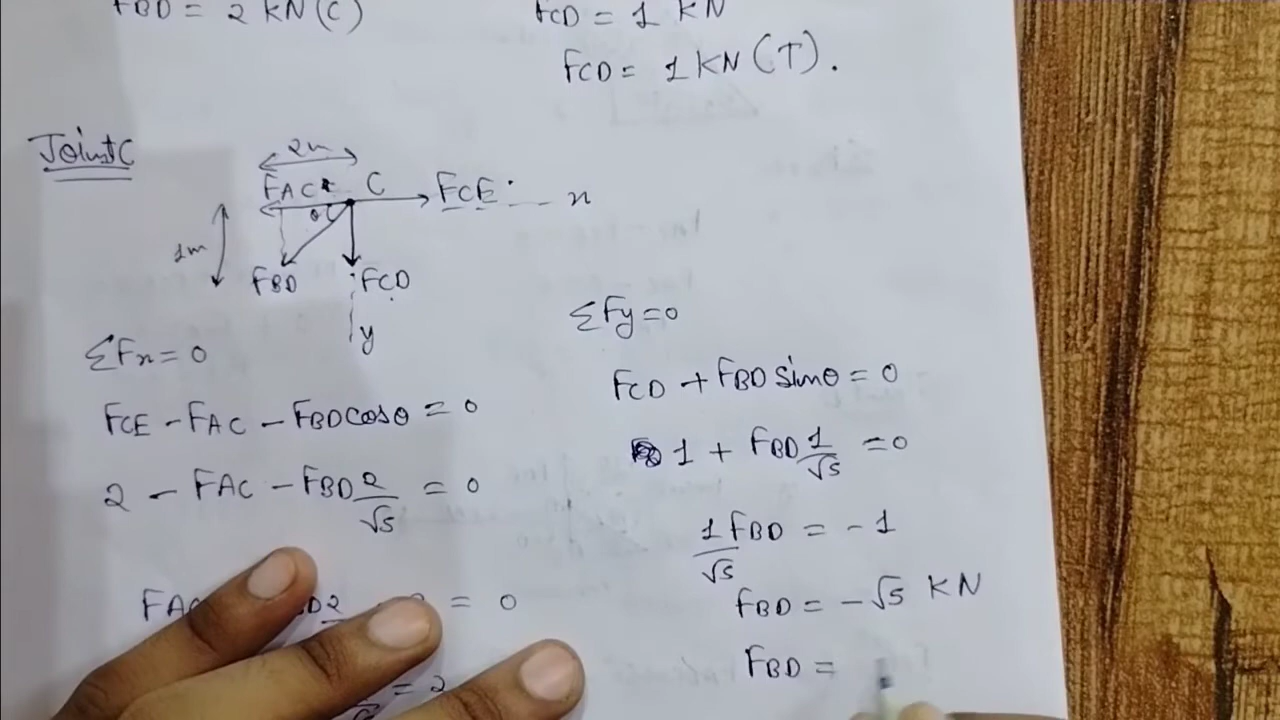 FBD = 2 KN (C)
FCD = 1 KN
FCD = 1 KN (T).
Joint C
2m
FAC C FCE x
θ
1m
FBD FCD
y
ΣFx = 0
FCE - FAC - FBD cosθ = 0
2 - FAC - FBD 2/√5 = 0
FAC
= 0
= 2
ΣFy = 0
FCD + FBD sinθ = 0
1 + FBD 1/√5 = 0
1/√5 FBD = -1
FBD = -√5 KN
FBD =